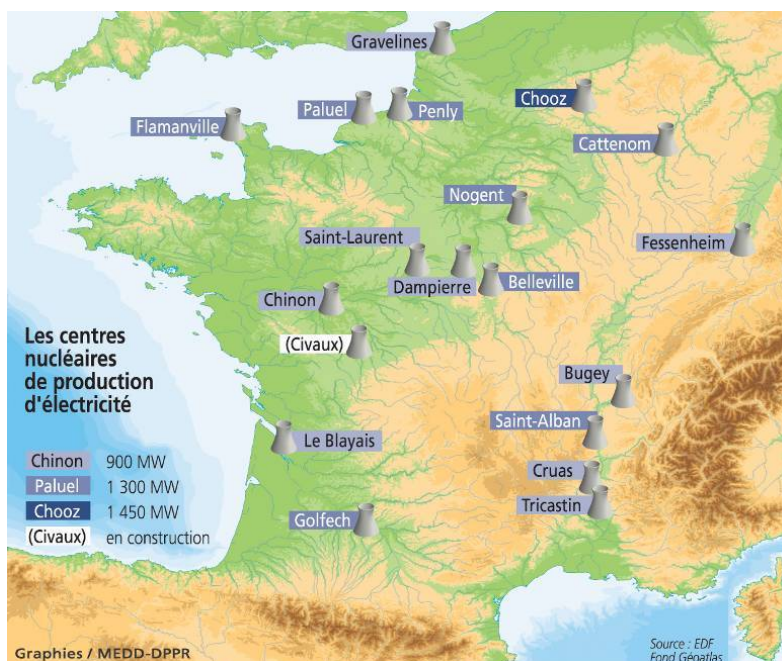 Gravelines
Paluel
Penly
Chooz
Flamanville
Cattenom
Nogent
Saint-Laurent
Fessenheim
Dampierre
Belleville
Chinon
(Civaux)
Les centres
nucléaires
de production
d'électricité
Bugey
Saint-Alban
Le Blayais
Chinon 900 MW
Paluel 1 300 MW
Chooz 1 450 MW
(Civaux) en construction
Cruas
Tricastin
Golfech
Graphies / MEDD-DPPR
Source : EDF
Fond Géoatlas